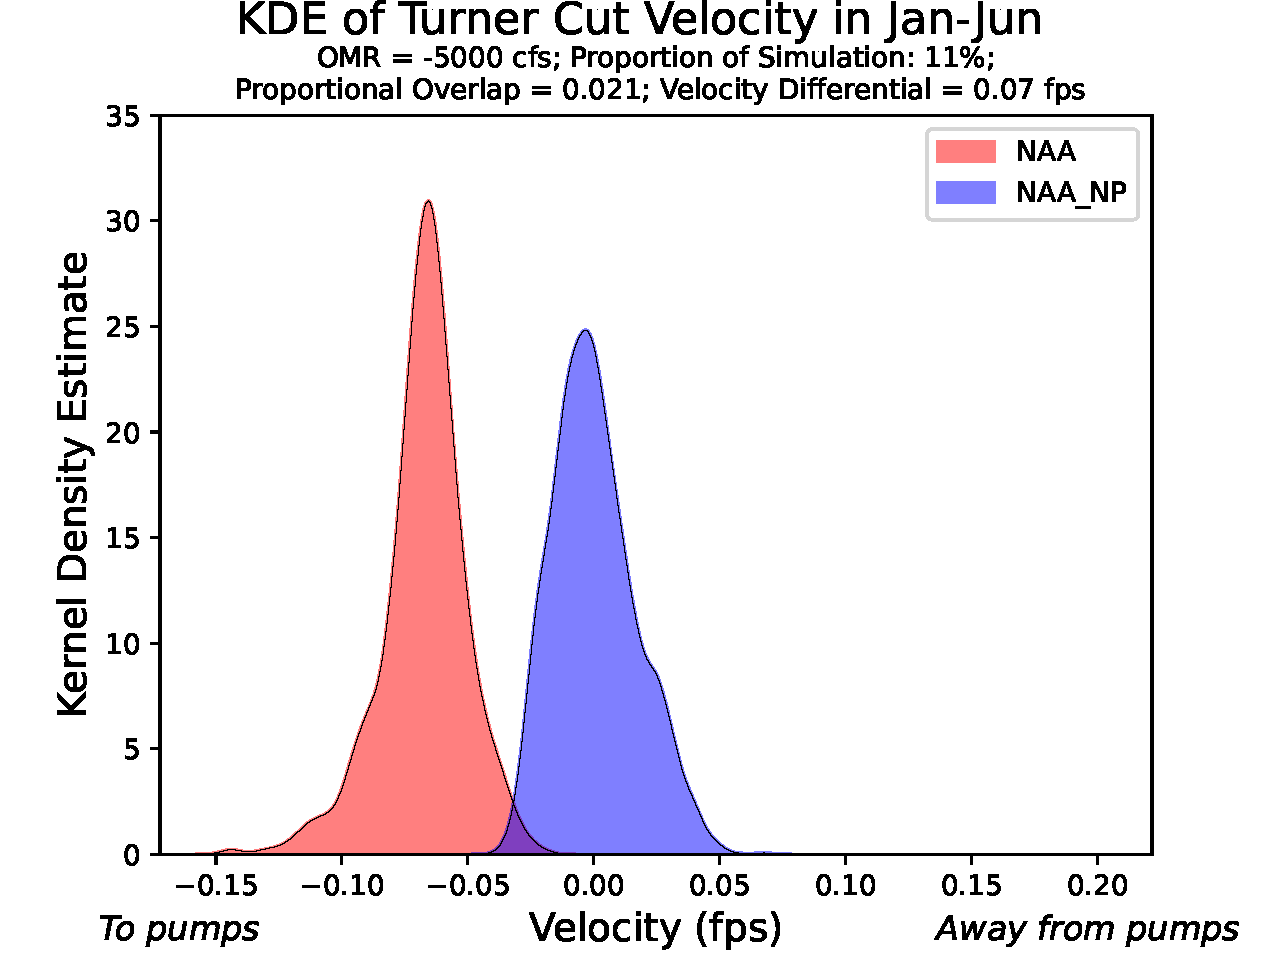 KDE of Turner Cut Velocity in Jan-Jun
OMR = -5000 cfs; Proportion of Simulation: 11%;
Proportional Overlap = 0.021; Velocity Differential = 0.07 fps
35
30
25
20
15
10
5
0
Kernel Density Estimate
NAA
NAA_NP
−0.15 −0.10 −0.05 0.00 0.05 0.10 0.15 0.20
To pumps Velocity (fps) Away from pumps